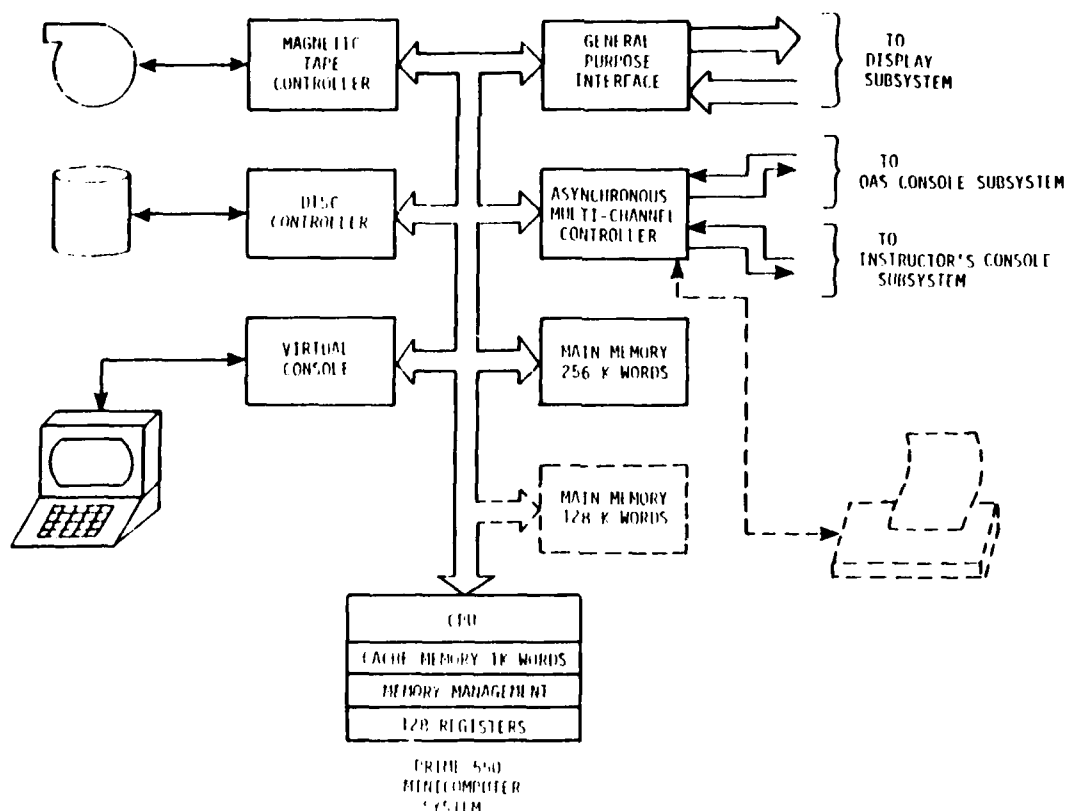 MAGNETIC
TAPE
CONTROLLER
GENERAL
PURPOSE
INTERFACE
TO
DISPLAY
SUBSYSTEM
DISC
CONTROLLER
ASYNCHRONOUS
MULTI-CHANNEL
CONTROLLER
TO
OAS CONSOLE SUBSYSTEM
TO
INSTRUCTOR'S CONSOLE
SUBSYSTEM
VIRTUAL
CONSOLE
MAIN MEMORY
256 K WORDS
MAIN MEMORY
128 K WORDS
CPU
CACHE MEMORY 1K WORDS
MEMORY MANAGEMENT
128 REGISTERS
PRIME 550
MINICOMPUTER
SYSTEM